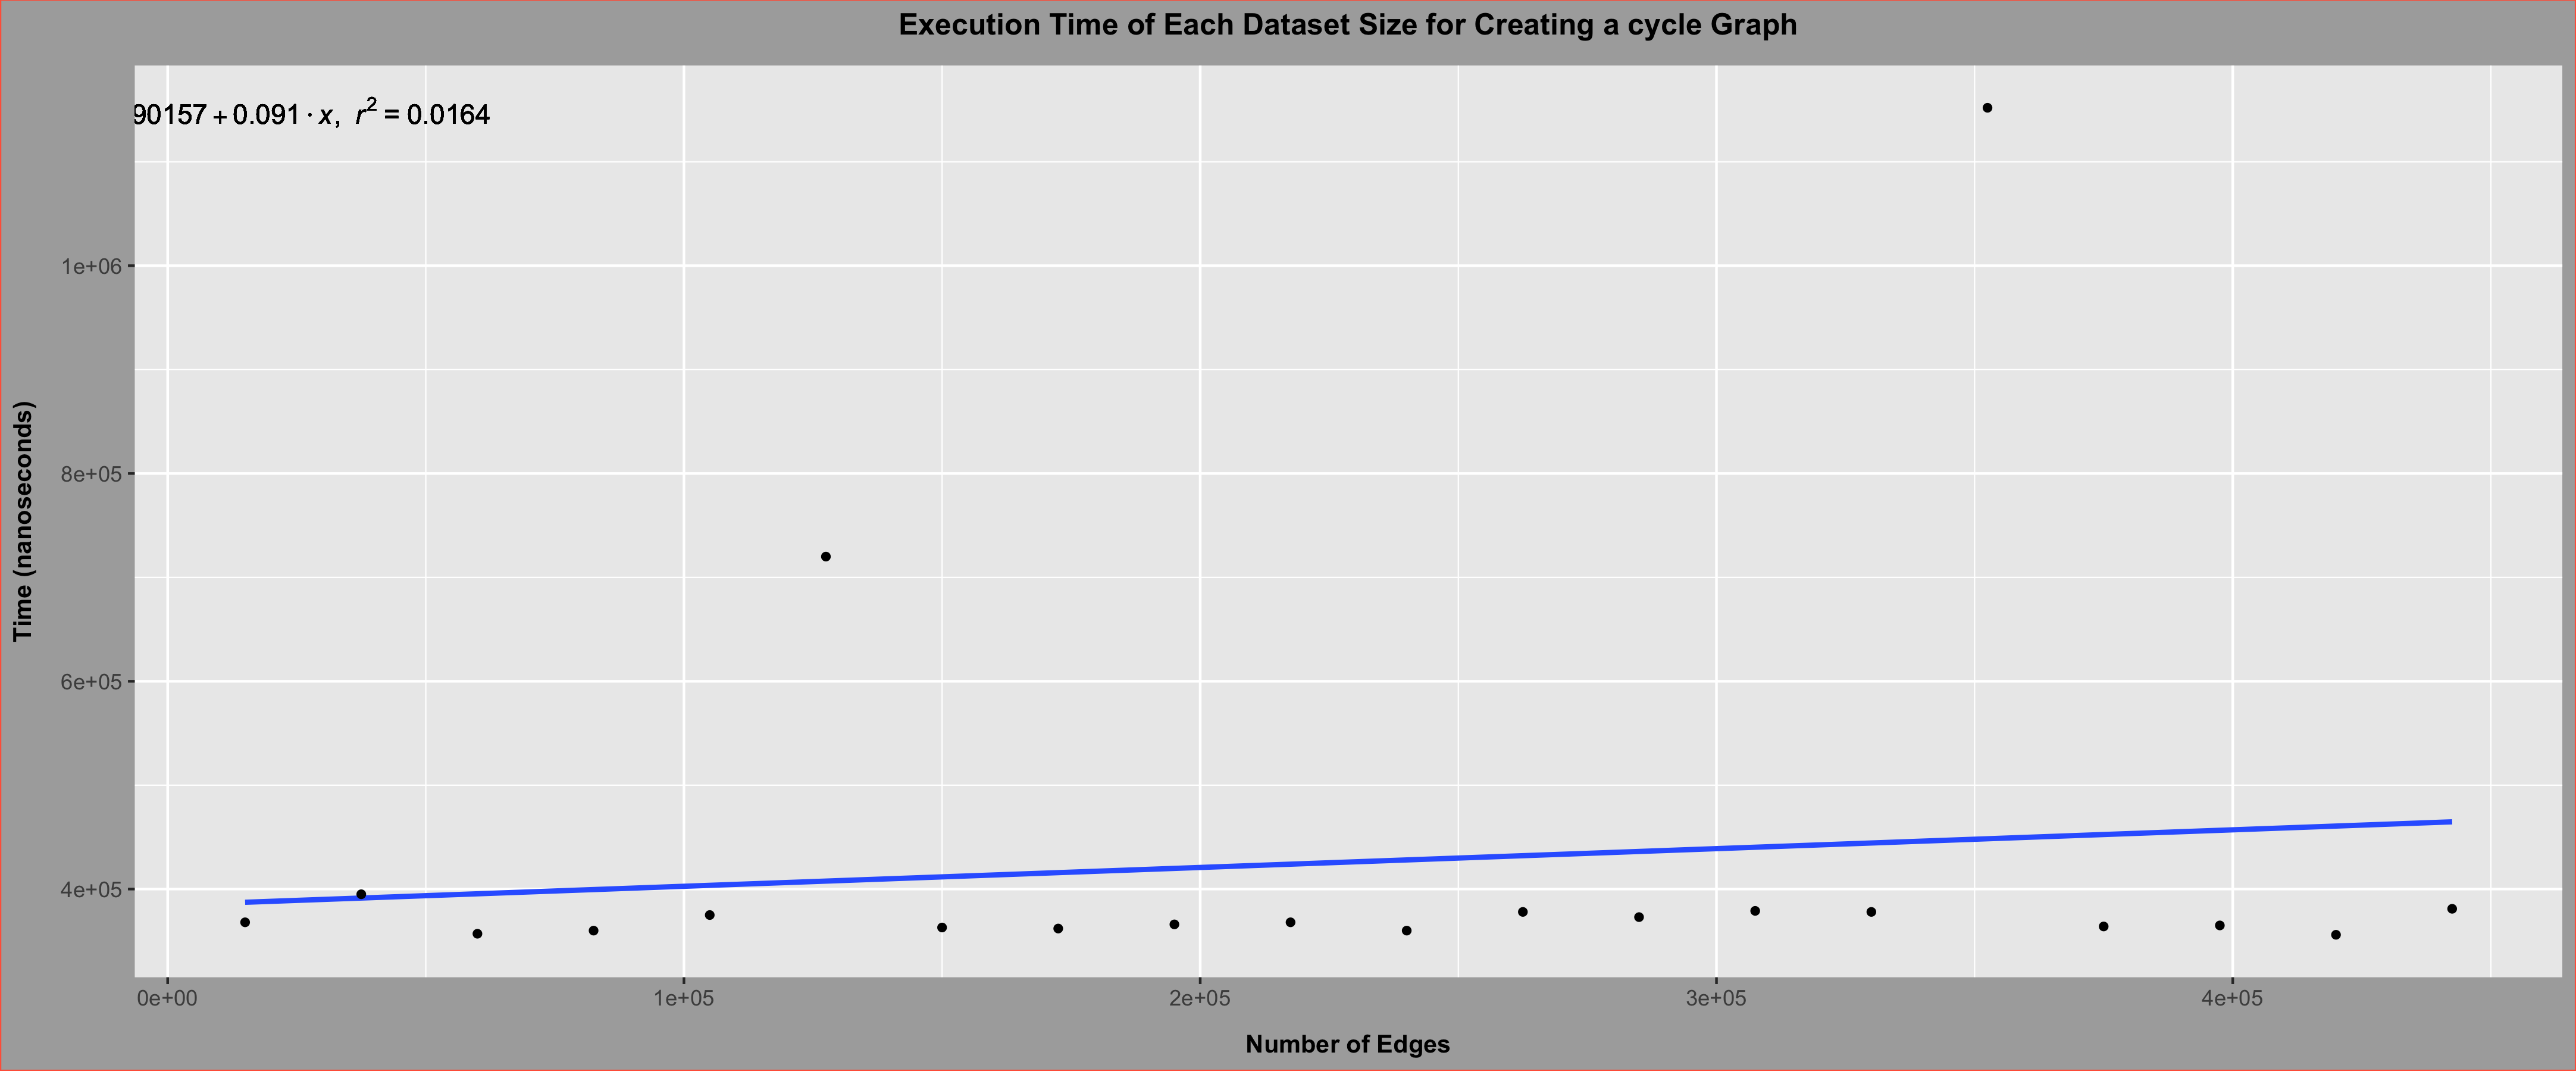 Execution Time of Each Dataset Size for Creating a cycle Graph
90157 + 0.091 · x, r² = 0.0164
Time (nanoseconds)
1e+06
8e+05
6e+05
4e+05
0e+00 1e+05 2e+05 3e+05 4e+05
Number of Edges